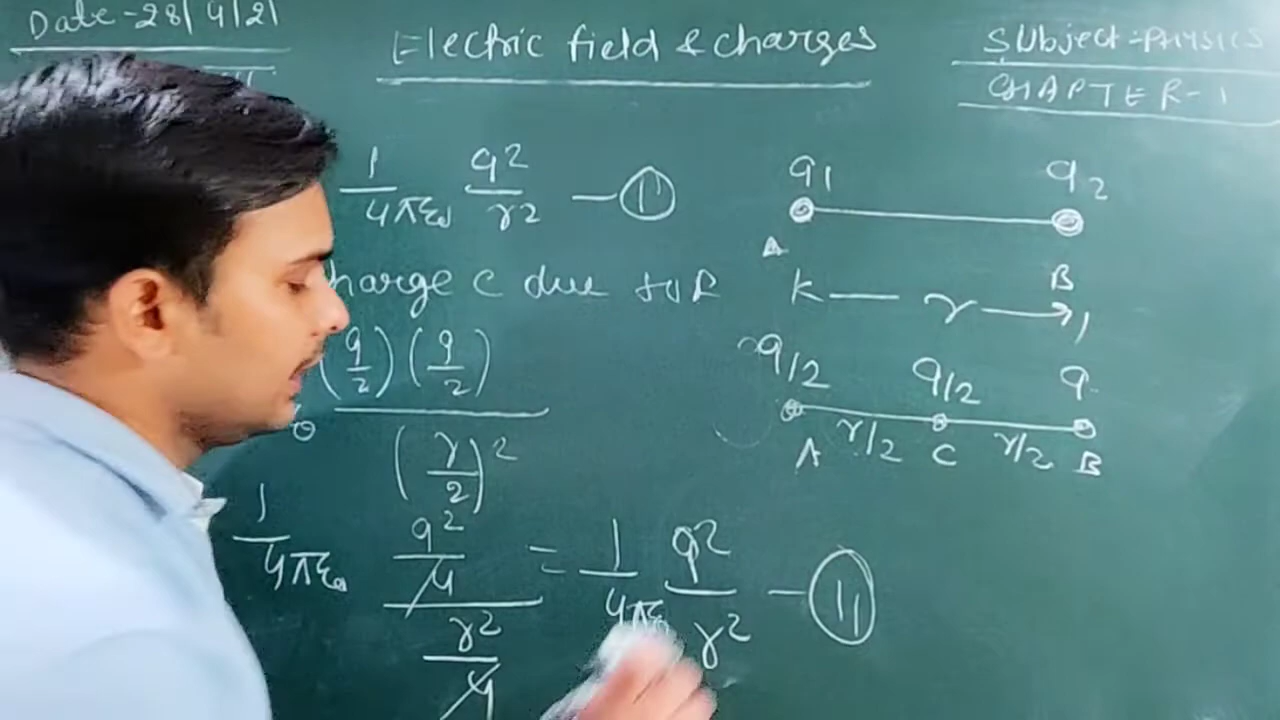 Date-28/4/21
Electric field & charges
Subject-PHYSICS
CHAPTER-1
1/4πε₀ q²/r² - (I)
harge C due to
(q/2)(q/2)
(r/2)²
1/4πε₀ q²/4 / r²/4 = 1/4πε₀ q²/r² - (II)
q1 q2
A B
k— r →1
q/2 q/2 q
A r/2 C r/2 B